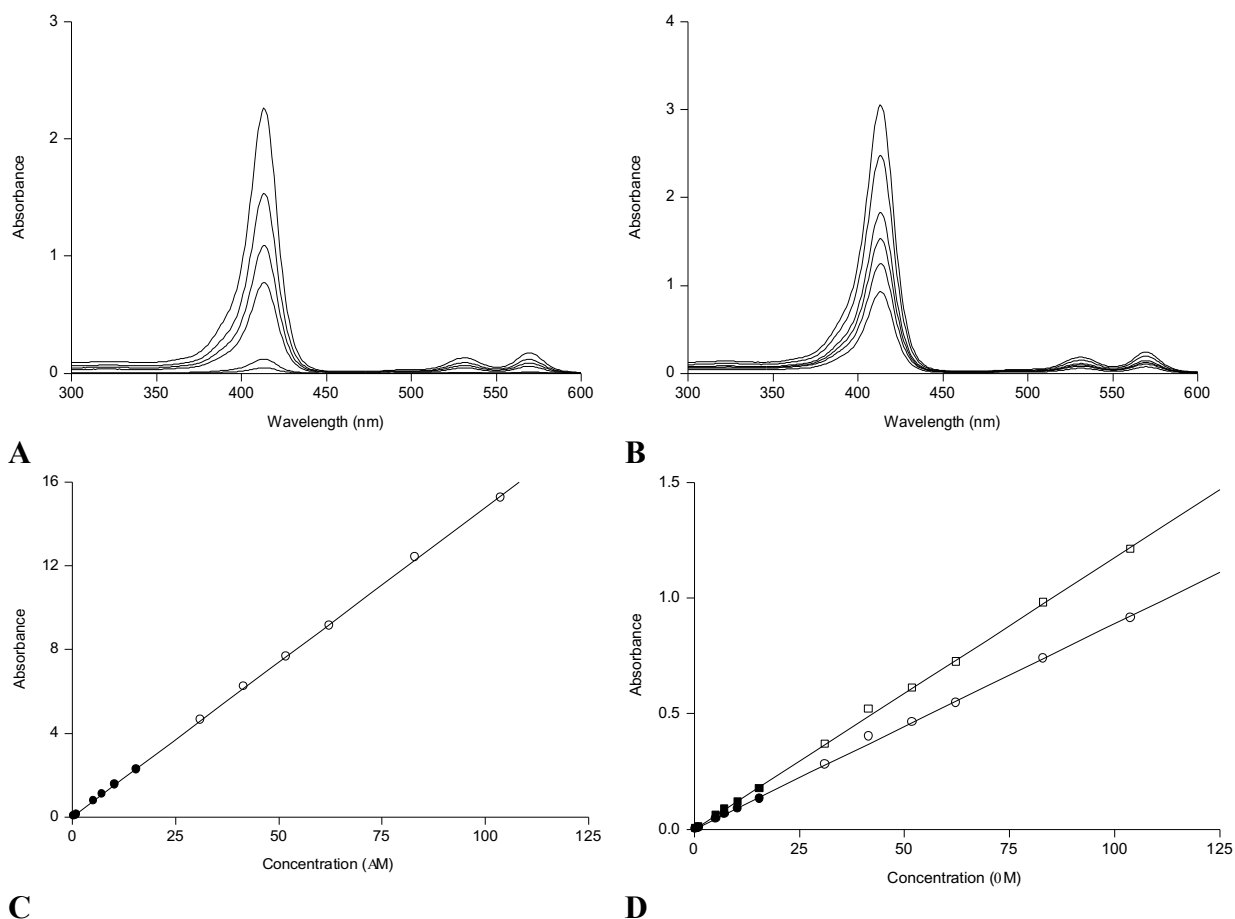 3
2
1
0
Absorbance
300 350 400 450 500 550 600
Wavelength (nm)
A
4
3
2
1
0
Absorbance
300 350 400 450 500 550 600
Wavelength (nm)
B
16
12
8
4
0
Absorbance
0 25 50 75 100 125
Concentration (AM)
C
1.5
1.0
0.5
0.0
Absorbance
0 25 50 75 100 125
Concentration (0M)
D